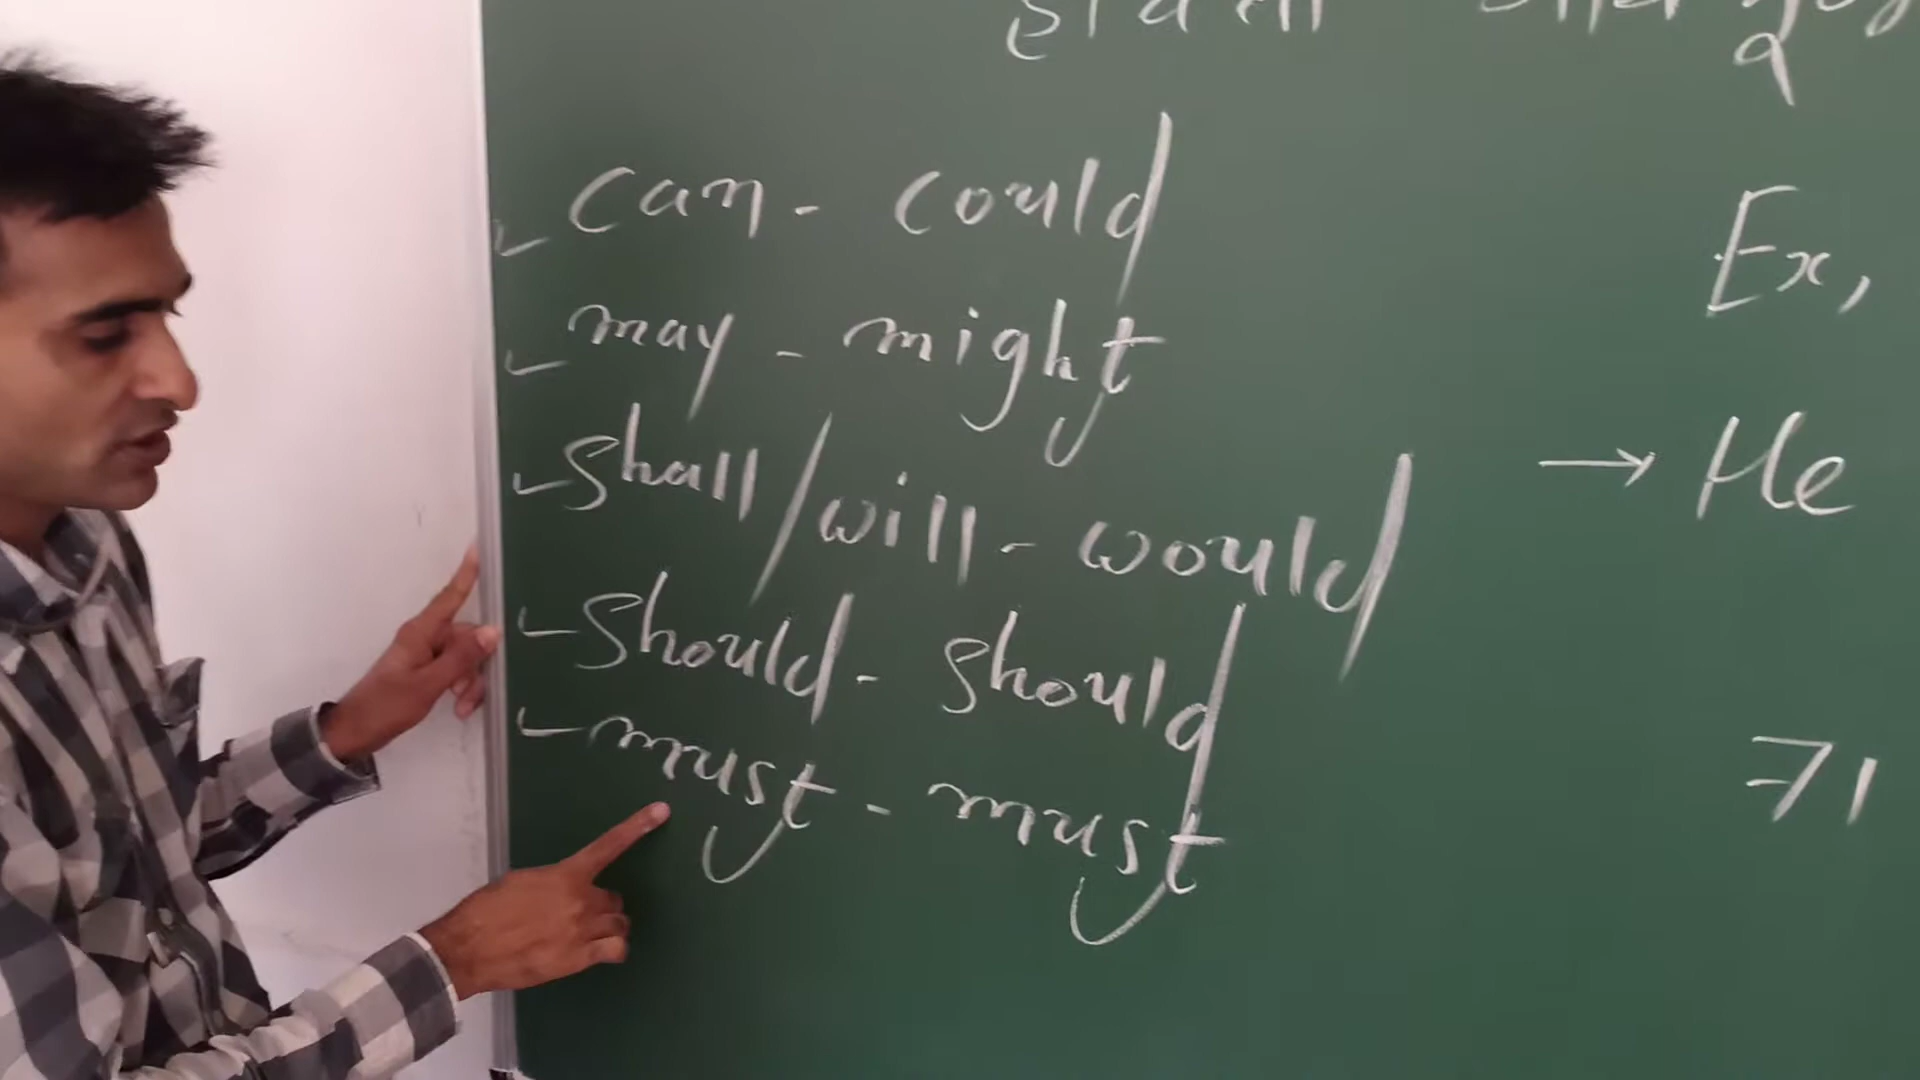 can - could
Ex,
may - might
shall/will - would
→ He
should - should
must - must